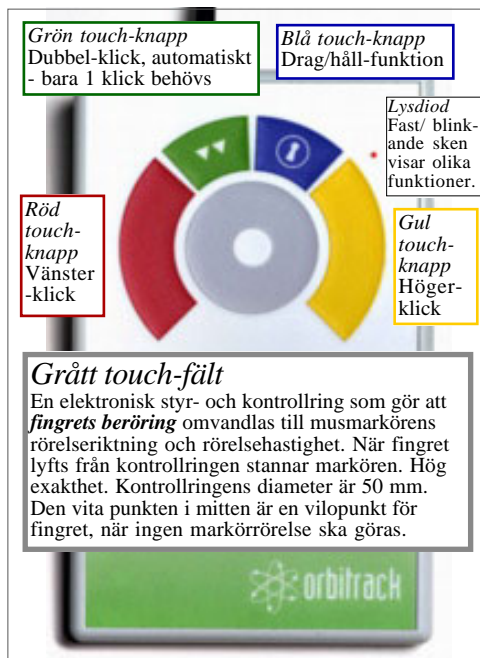 Grön touch-knapp
Dubbel-klick, automatiskt
- bara 1 klick behövs
Blå touch-knapp
Drag/håll-funktion
Lysdiod
Fast/ blink-
ande sken
visar olika
funktioner.
Röd
touch-
knapp
Vänster
-klick
Gul
touch-
knapp
Höger-
klick
Grått touch-fält
En elektronisk styr- och kontrollring som gör att
fingrets beröring omvandlas till musmarkörens
rörelseriktning och rörelsehastighet. När fingret
lyfts från kontrollringen stannar markören. Hög
exakthet. Kontrollringens diameter är 50 mm.
Den vita punkten i mitten är en vilopunkt för
fingret, när ingen markörrörelse ska göras.
orbitrack